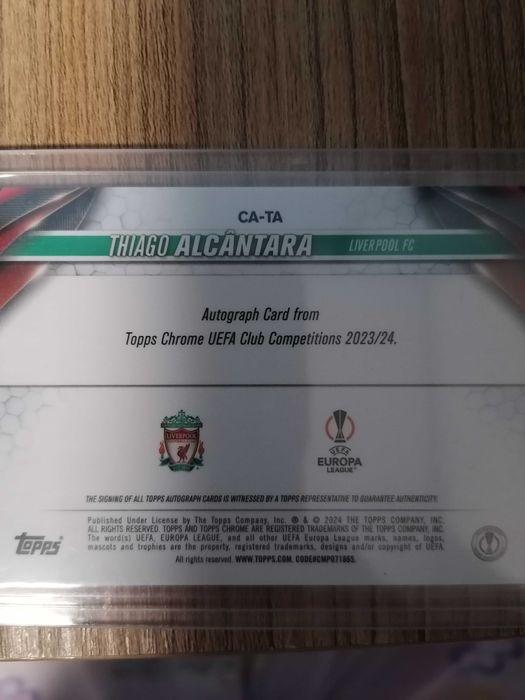 CA-TA
THIAGO ALCÂNTARA LIVERPOOL FC
Autograph Card from
Topps Chrome UEFA Club Competitions 2023/24.
LIVERPOOL
UEFA
EUROPA
LEAGUE™
THE SIGNING OF ALL TOPPS AUTOGRAPH CARDS IS WITNESSED BY A TOPPS REPRESENTATIVE TO GUARANTEE AUTHENTICITY.
Published Under License by The Topps Company, Inc. ® & © 2024 THE TOPPS COMPANY, INC.
ALL RIGHTS RESERVED. TOPPS AND TOPPS CHROME ARE REGISTERED TRADEMARKS OF THE TOPPS COMPANY, INC.
The word(s) UEFA, EUROPA LEAGUE, and all other UEFA Europa League marks, names, logos,
mascots and trophies are the property, registered trademarks, designs and/or copyright of UEFA.
All rights reserved. WWW.TOPPS.COM. CODE#CMP071865.
topps®